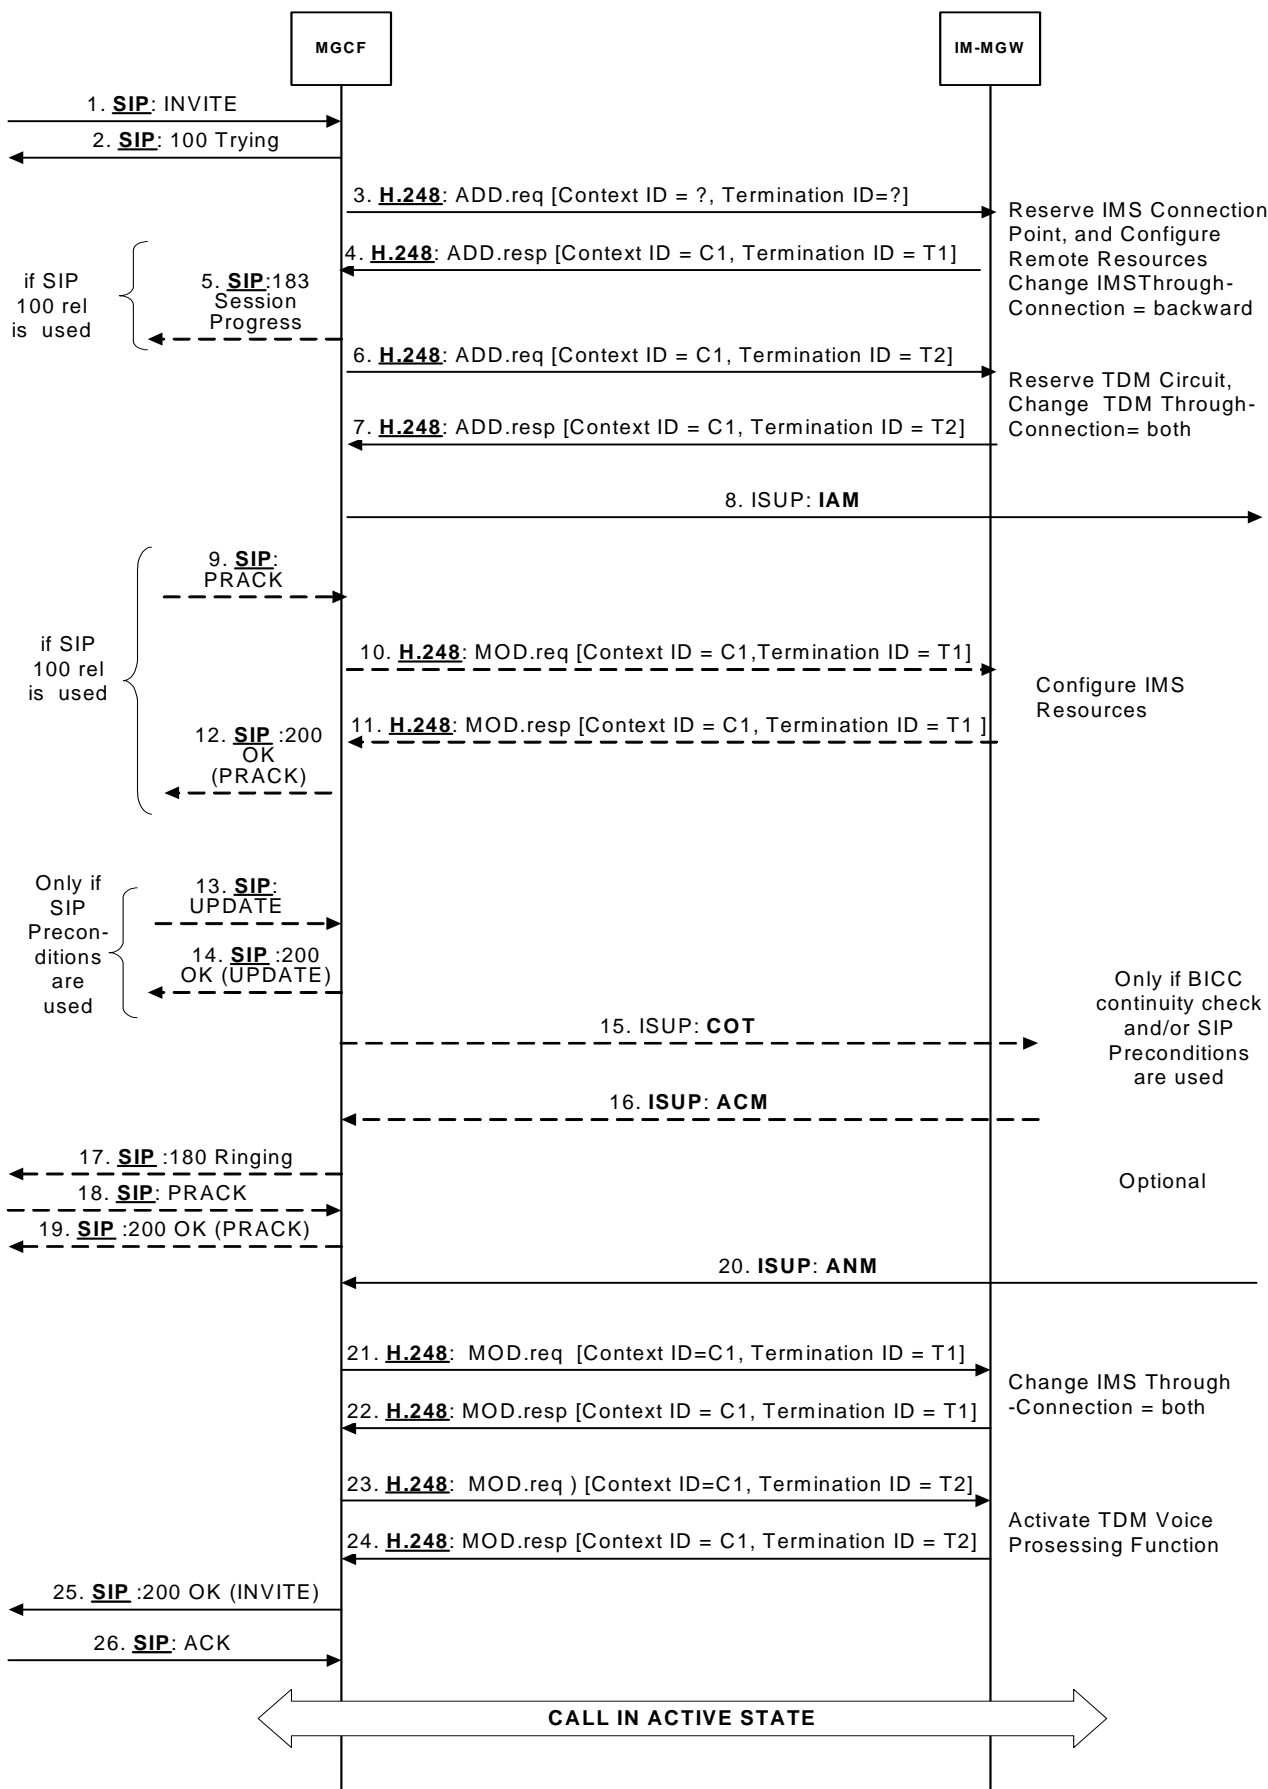 MGCF
IM-MGW
1. SIP: INVITE
2. SIP: 100 Trying
3. H.248: ADD.req [Context ID = ?, Termination ID=?]
Reserve IMS Connection
Point, and Configure
Remote Resources
Change IMSThrough-
Connection = backward
4. H.248: ADD.resp [Context ID = C1, Termination ID = T1]
if SIP
100 rel
is used
5. SIP:183
Session
Progress
6. H.248: ADD.req [Context ID = C1, Termination ID = T2]
Reserve TDM Circuit,
Change TDM Through-
Connection= both
7. H.248: ADD.resp [Context ID = C1, Termination ID = T2]
8. ISUP: IAM
9. SIP:
PRACK
if SIP
100 rel
is used
10. H.248: MOD.req [Context ID = C1,Termination ID = T1]
Configure IMS
Resources
11. H.248: MOD.resp [Context ID = C1, Termination ID = T1 ]
12. SIP :200
OK
(PRACK)
Only if
SIP
Precon-
ditions
are
used
13. SIP:
UPDATE
14. SIP :200
OK (UPDATE)
15. ISUP: COT
Only if BICC
continuity check
and/or SIP
Preconditions
are used
16. ISUP: ACM
17. SIP :180 Ringing
18. SIP: PRACK
Optional
19. SIP :200 OK (PRACK)
20. ISUP: ANM
21. H.248: MOD.req [Context ID=C1, Termination ID = T1]
Change IMS Through
-Connection = both
22. H.248: MOD.resp [Context ID = C1, Termination ID = T1]
23. H.248: MOD.req ) [Context ID=C1, Termination ID = T2]
Activate TDM Voice
Prosessing Function
24. H.248: MOD.resp [Context ID = C1, Termination ID = T2]
25. SIP :200 OK (INVITE)
26. SIP: ACK
CALL IN ACTIVE STATE